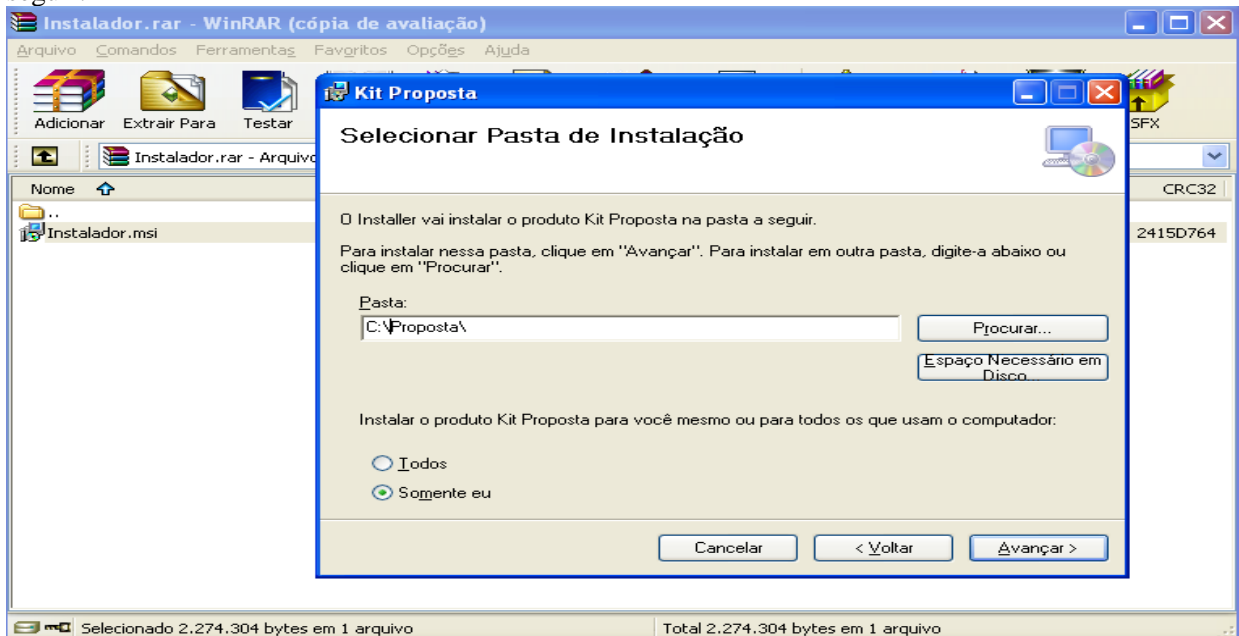 Instalador.rar - WinRAR (cópia de avaliação)
Arquivo Comandos Ferramentas Favoritos Opções Ajuda
Adicionar Extrair Para Testar SFX
Instalador.rar - Arquivo
Nome CRC32
..
Instalador.msi 2415D764
Kit Proposta
Selecionar Pasta de Instalação
O Installer vai instalar o produto Kit Proposta na pasta a seguir.
Para instalar nessa pasta, clique em "Avançar". Para instalar em outra pasta, digite-a abaixo ou
clique em "Procurar".
Pasta:
C:\Proposta\
Procurar...
Espaço Necessário em
Disco...
Instalar o produto Kit Proposta para você mesmo ou para todos os que usam o computador:
Todos
Somente eu
Cancelar < Voltar Avançar >
Selecionado 2.274.304 bytes em 1 arquivo Total 2.274.304 bytes em 1 arquivo